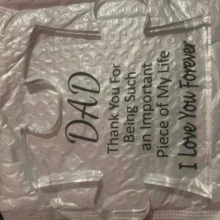 DAD
Thank You For
Being Such
an Important
Piece of My Life
I Love You Forever